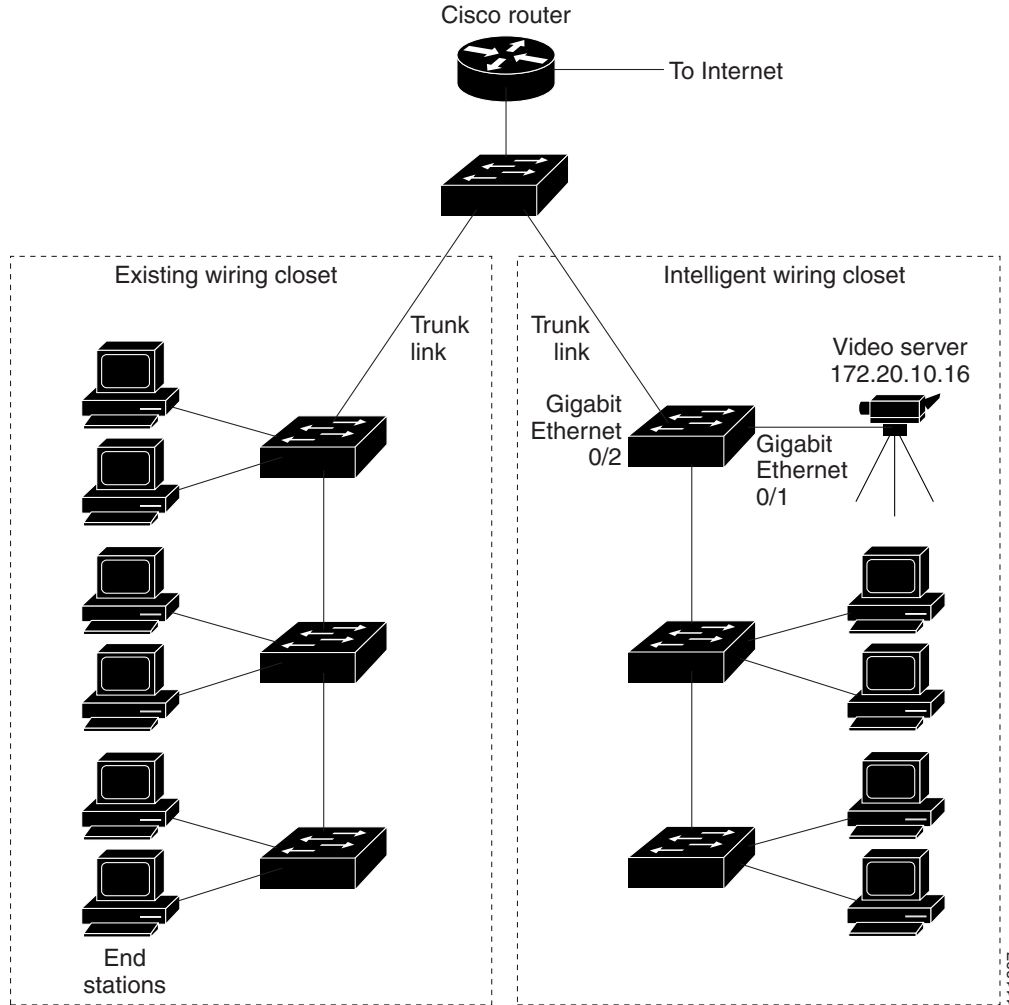 Cisco router
To Internet
Existing wiring closet
Intelligent wiring closet
Trunk
link
Trunk
link
Video server
172.20.10.16
Gigabit
Ethernet
0/2
Gigabit
Ethernet
0/1
End
stations